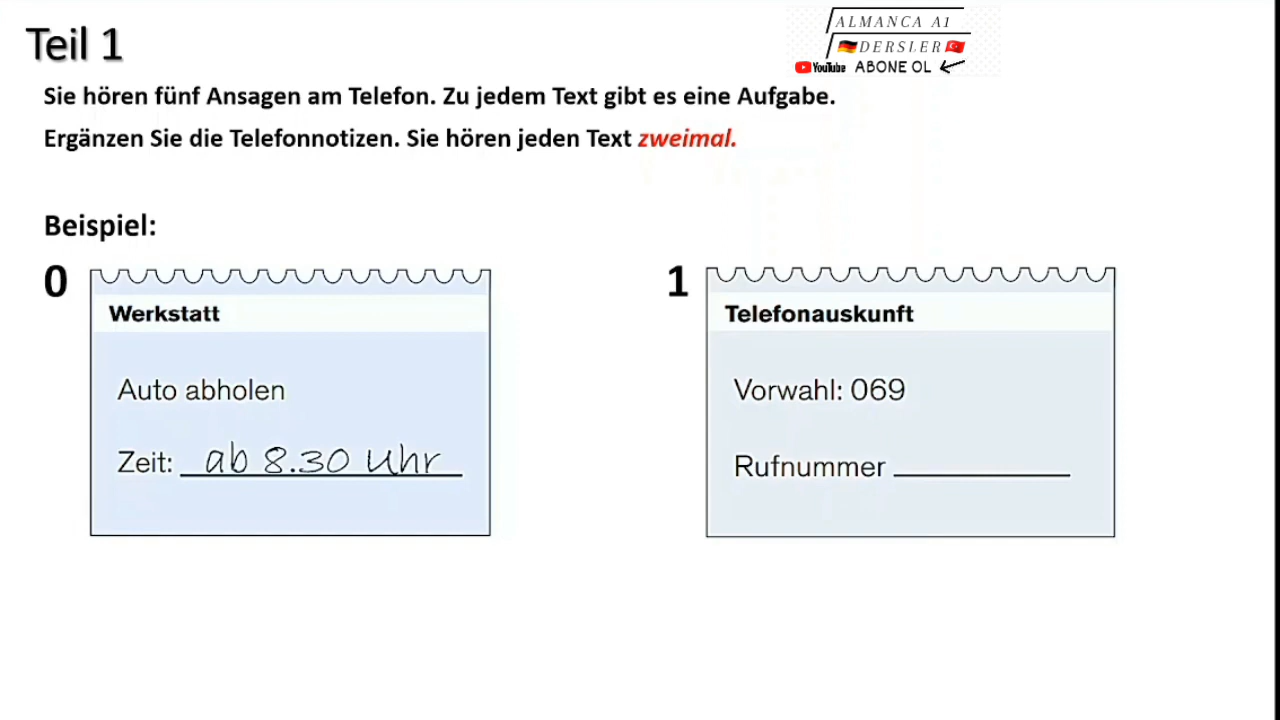 Teil 1
ALMANCA A1
DERSLER
YouTube ABONE OL
Sie hören fünf Ansagen am Telefon. Zu jedem Text gibt es eine Aufgabe.
Ergänzen Sie die Telefonnotizen. Sie hören jeden Text zweimal.
Beispiel:
0
Werkstatt
Auto abholen
Zeit: ab 8.30 Uhr
1
Telefonauskunft
Vorwahl: 069
Rufnummer